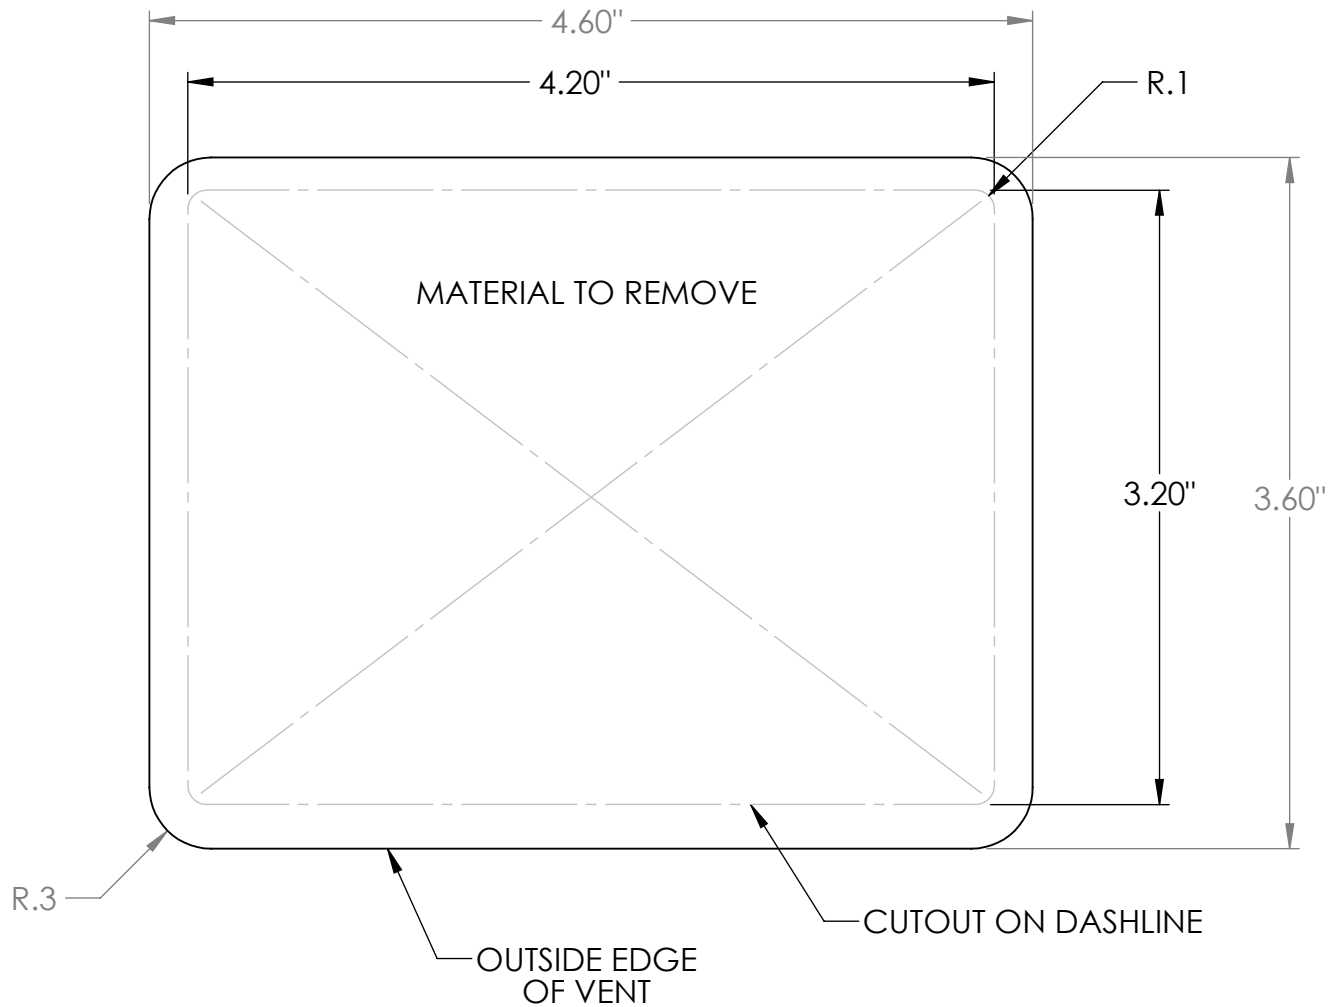 4.60"
4.20"
R.1
MATERIAL TO REMOVE
3.20"
3.60"
R.3
CUTOUT ON DASHLINE
OUTSIDE EDGE
OF VENT